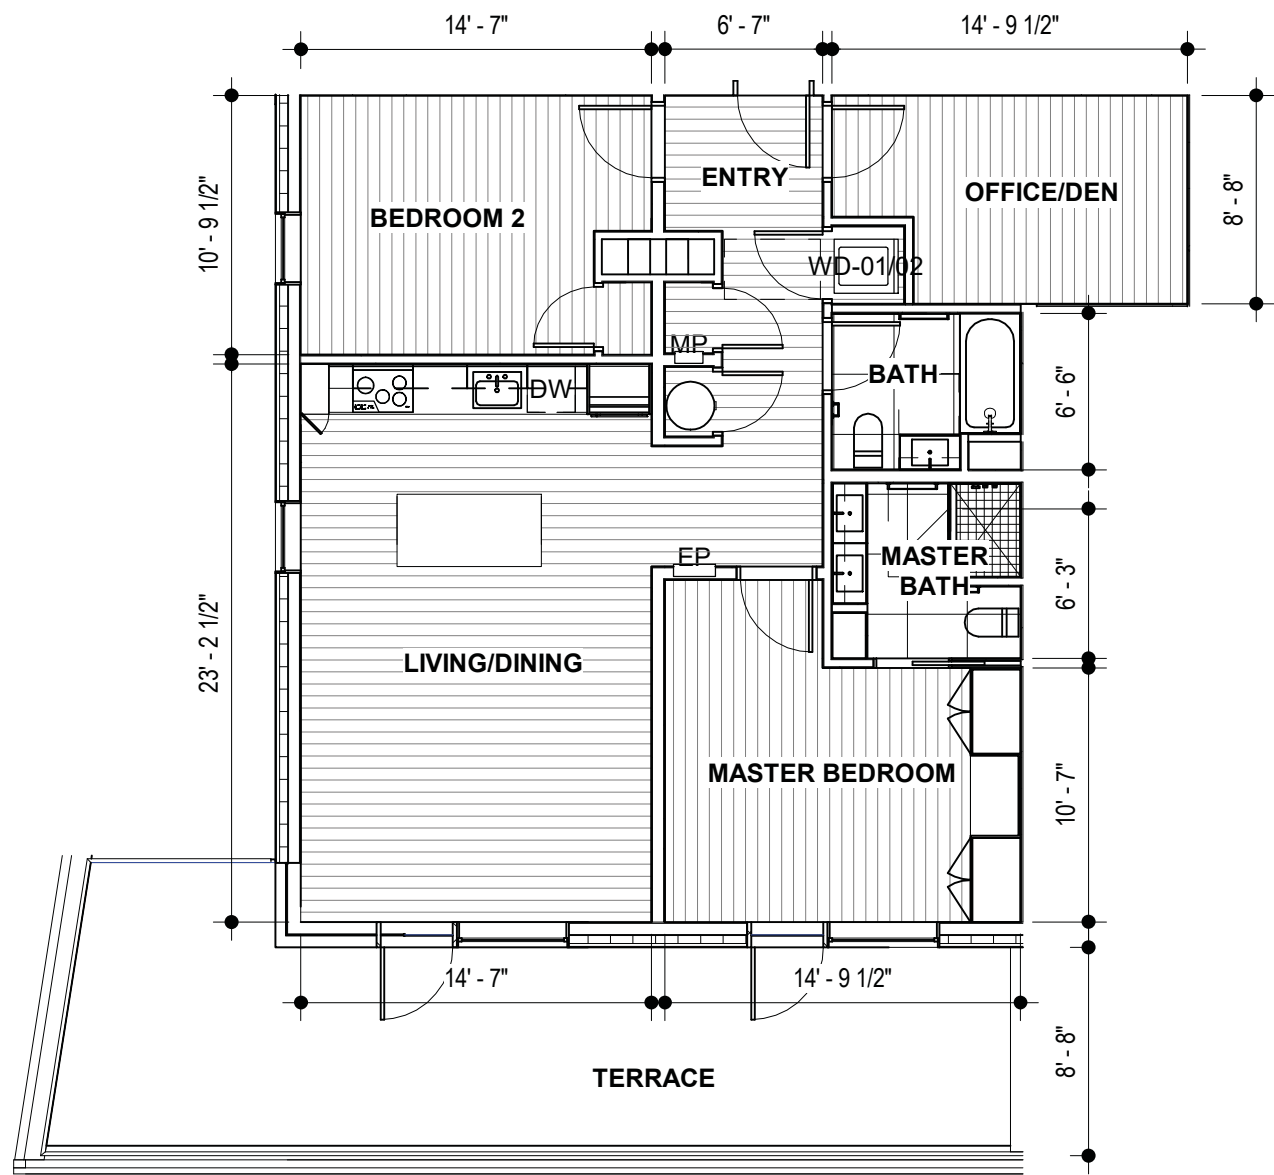 14' - 7"
6' - 7"
14' - 9 1/2"
10' - 9 1/2"
ENTRY
OFFICE/DEN
8' - 8"
BEDROOM 2
WD-01/02
MP
BATH
DW
6' - 6"
EP
MASTER
BATH
6' - 3"
23' - 2 1/2"
LIVING/DINING
MASTER BEDROOM
10' - 7"
14' - 7"
14' - 9 1/2"
8' - 8"
TERRACE